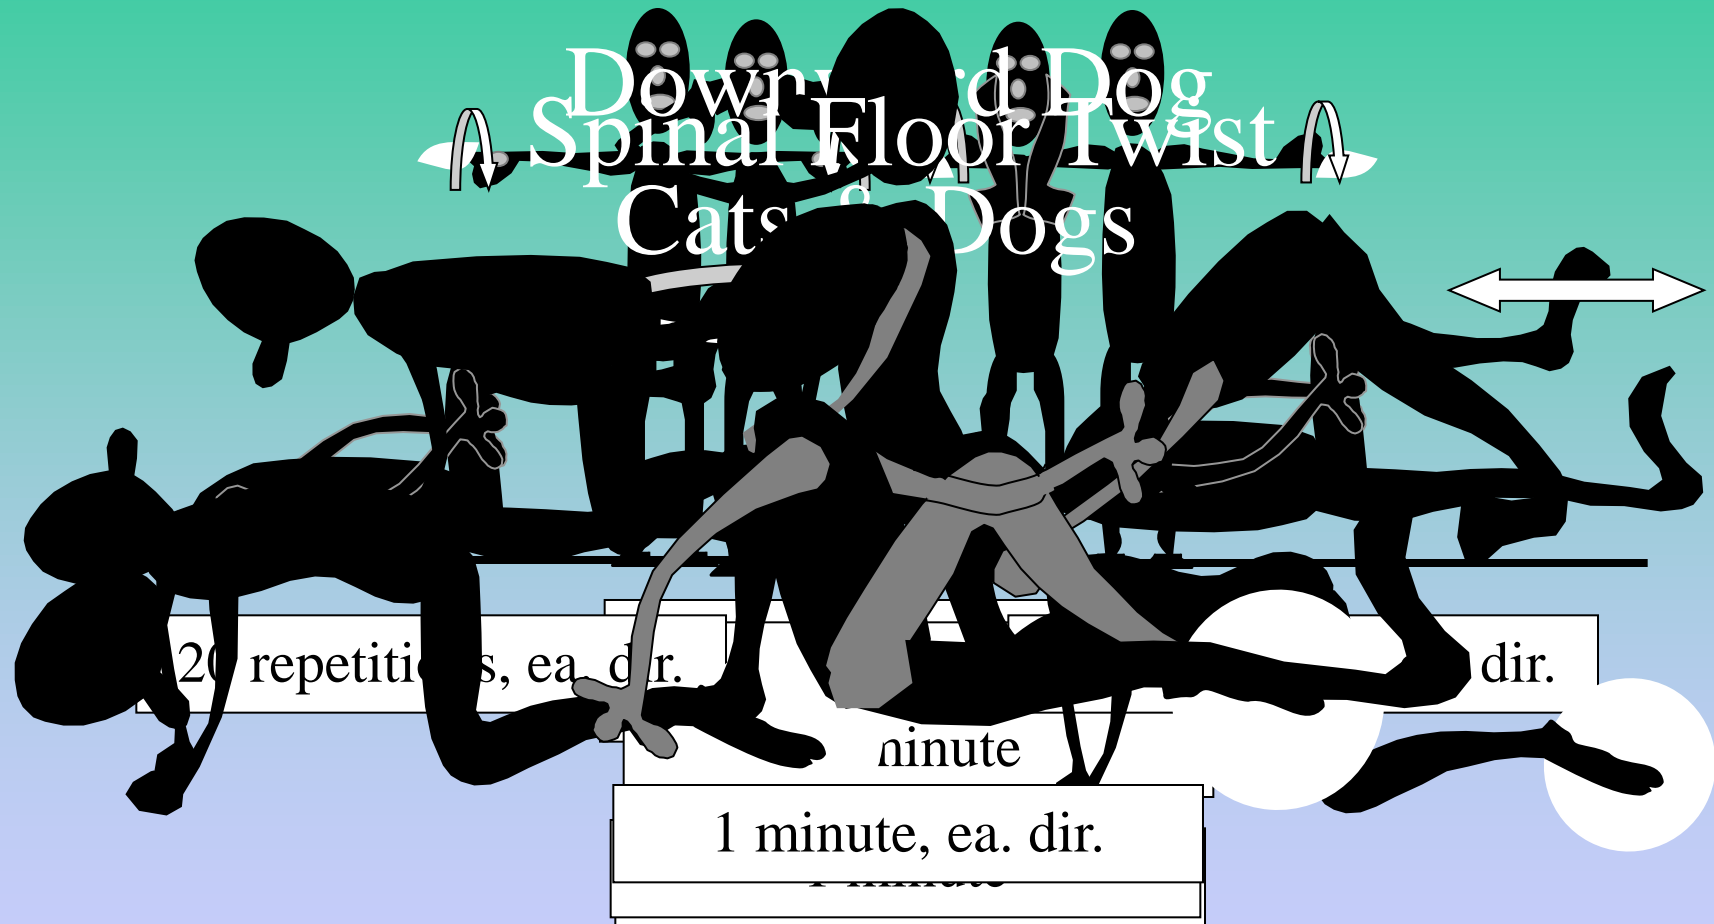 Downward Dog
Spinal Floor Twist
Cats & Dogs
20 repetitions, ea. dir.
dir.
minute
1 minute, ea. dir.